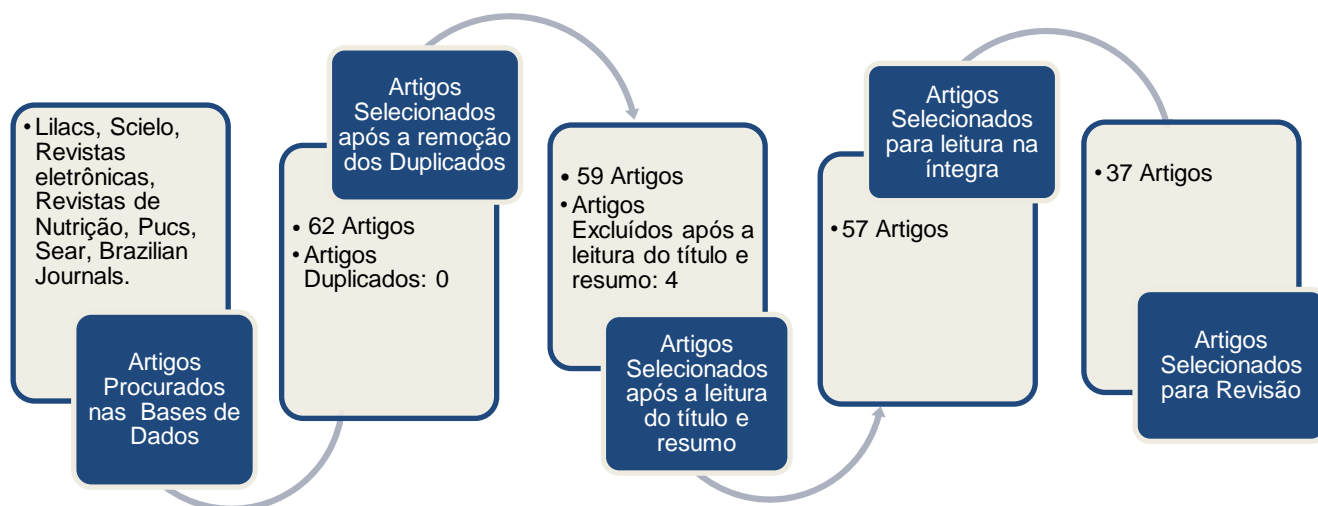 •Lilacs, Scielo,
Revistas
eletrônicas,
Revistas de
Nutrição, Pucs,
Sear, Brazilian
Journals.
Artigos
Procurados
nas Bases de
Dados
Artigos
Selecionados
após a remoção
dos Duplicados
• 62 Artigos
•Artigos
Duplicados: 0
• 59 Artigos
• Artigos
Excluídos após a
leitura do título e
resumo: 4
Artigos
Selecionados
após a leitura
do título e
resumo
Artigos
Selecionados
para leitura na
íntegra
•57 Artigos
•37 Artigos
Artigos
Selecionados
para Revisão